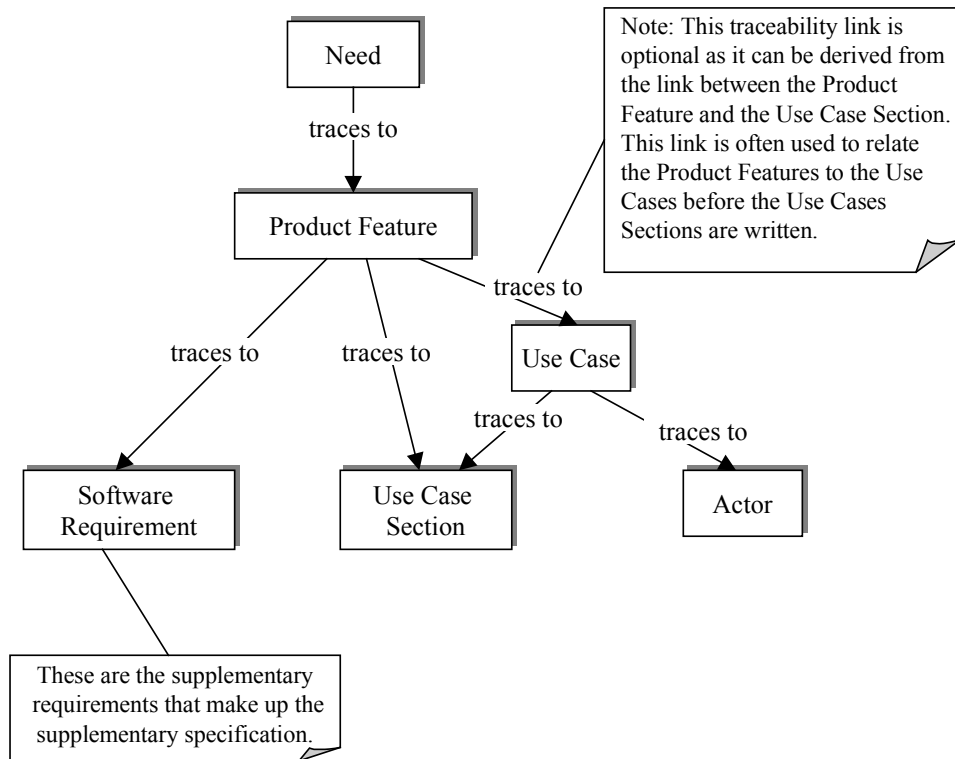 Need
Note: This traceability link is
optional as it can be derived from
the link between the Product
Feature and the Use Case Section.
This link is often used to relate
the Product Features to the Use
Cases before the Use Cases
Sections are written.
traces to
Product Feature
traces to
traces to
traces to
Use Case
traces to
traces to
Software
Requirement
Use Case
Section
Actor
These are the supplementary
requirements that make up the
supplementary specification.